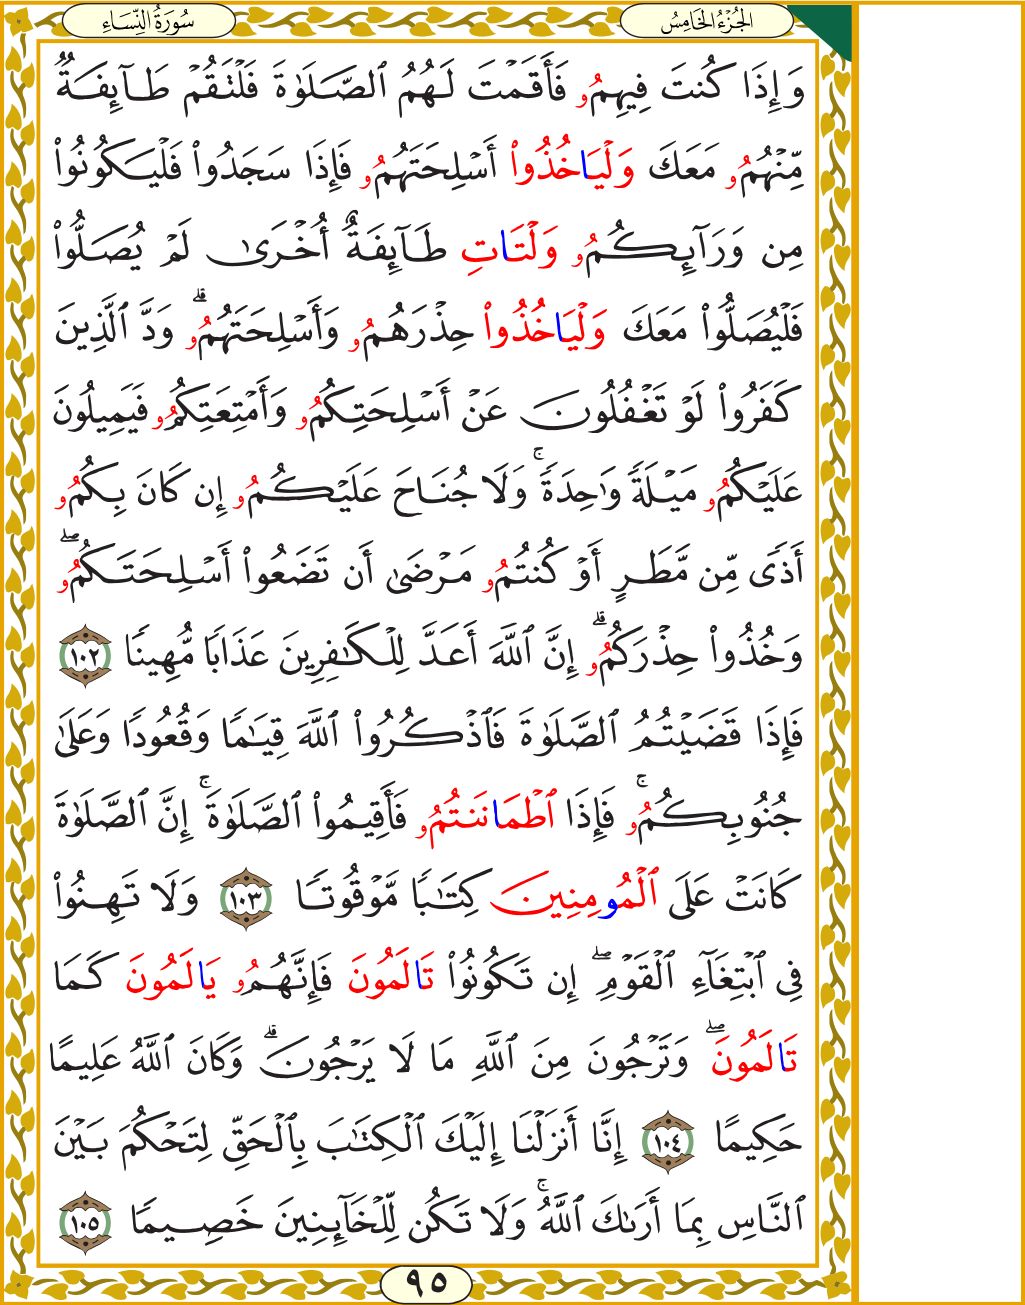 الجُزْءُ الخَامِسُ
سُورَةُ النِّسَاءِ
وَإِذَا كُنتَ فِيهِمُۥ فَأَقَمْتَ لَهُمُ ٱلصَّلَوٰةَ فَلْتَقُمْ طَآئِفَةٌ
مِّنْهُمُۥ مَعَكَ وَلْيَاخُذُوا۟ أَسْلِحَتَهُمُۥ فَإِذَا سَجَدُوا۟ فَلْيَكُونُوا۟
مِن وَرَآئِكُمُۥ وَلْتَاتِ طَآئِفَةٌ أُخْرَىٰ لَمْ يُصَلُّوا۟
فَلْيُصَلُّوا۟ مَعَكَ وَلْيَاخُذُوا۟ حِذْرَهُمُۥ وَأَسْلِحَتَهُمُۥ ۗ وَدَّ ٱلَّذِينَ
كَفَرُوا۟ لَوْ تَغْفُلُونَ عَنْ أَسْلِحَتِكُمُۥ وَأَمْتِعَتِكُمُۥ فَيَمِيلُونَ
عَلَيْكُمُۥ مَيْلَةً وَٰحِدَةً ۚ وَلَا جُنَاحَ عَلَيْكُمُۥ إِن كَانَ بِكُمُۥ
أَذًى مِّن مَّطَرٍ أَوْ كُنتُمُۥ مَرْضَىٰ أَن تَضَعُوا۟ أَسْلِحَتَكُمُۥ ۖ
وَخُذُوا۟ حِذْرَكُمُۥ ۗ إِنَّ ٱللَّهَ أَعَدَّ لِلْكَٰفِرِينَ عَذَابًا مُّهِينًا ١٠٢
فَإِذَا قَضَيْتُمُ ٱلصَّلَوٰةَ فَٱذْكُرُوا۟ ٱللَّهَ قِيَٰمًا وَقُعُودًا وَعَلَىٰ
جُنُوبِكُمُۥ ۚ فَإِذَا ٱطْمَانَنتُمُۥ فَأَقِيمُوا۟ ٱلصَّلَوٰةَ ۚ إِنَّ ٱلصَّلَوٰةَ
كَانَتْ عَلَى ٱلْمُومِنِينَ كِتَٰبًا مَّوْقُوتًا ١٠٣ وَلَا تَهِنُوا۟
فِى ٱبْتِغَآءِ ٱلْقَوْمِ ۖ إِن تَكُونُوا۟ تَالَمُونَ فَإِنَّهُمُۥ يَالَمُونَ كَمَا
تَالَمُونَ ۖ وَتَرْجُونَ مِنَ ٱللَّهِ مَا لَا يَرْجُونَ ۗ وَكَانَ ٱللَّهُ عَلِيمًا
حَكِيمًا ١٠٤ إِنَّا أَنزَلْنَا إِلَيْكَ ٱلْكِتَٰبَ بِٱلْحَقِّ لِتَحْكُمَ بَيْنَ
ٱلنَّاسِ بِمَا أَرَىٰكَ ٱللَّهُ ۚ وَلَا تَكُن لِّلْخَآئِنِينَ خَصِيمًا ١٠٥
٩٥